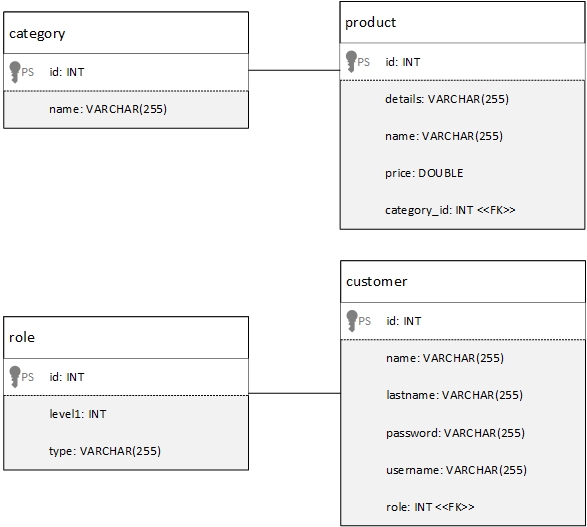 category
PS id: INT
name: VARCHAR(255)
product
PS id: INT
details: VARCHAR(255)
name: VARCHAR(255)
price: DOUBLE
category_id: INT <<FK>>
role
PS id: INT
level1: INT
type: VARCHAR(255)
customer
PS id: INT
name: VARCHAR(255)
lastname: VARCHAR(255)
password: VARCHAR(255)
username: VARCHAR(255)
role: INT <<FK>>